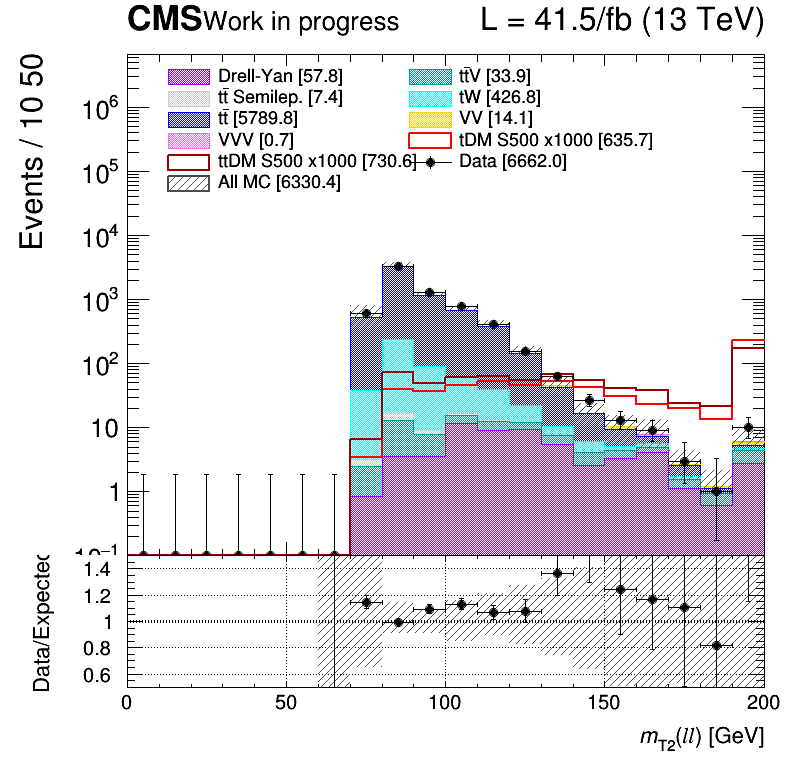 CMS Work in progress L = 41.5/fb (13 TeV)
Events / 10 50
Drell-Yan [57.8] tt̄V [33.9]
tt̄ Semilep. [7.4] tW [426.8]
tt̄ [5789.8] VV [14.1]
VVV [0.7] tDM S500 x1000 [635.7]
ttDM S500 x1000 [730.6] Data [6662.0]
All MC [6330.4]
10⁶
10⁵
10⁴
10³
10²
10
1
10⁻¹
Data/Expected
1.4
1.2
1
0.8
0.6
0 50 100 150 200
m_T2(ll) [GeV]